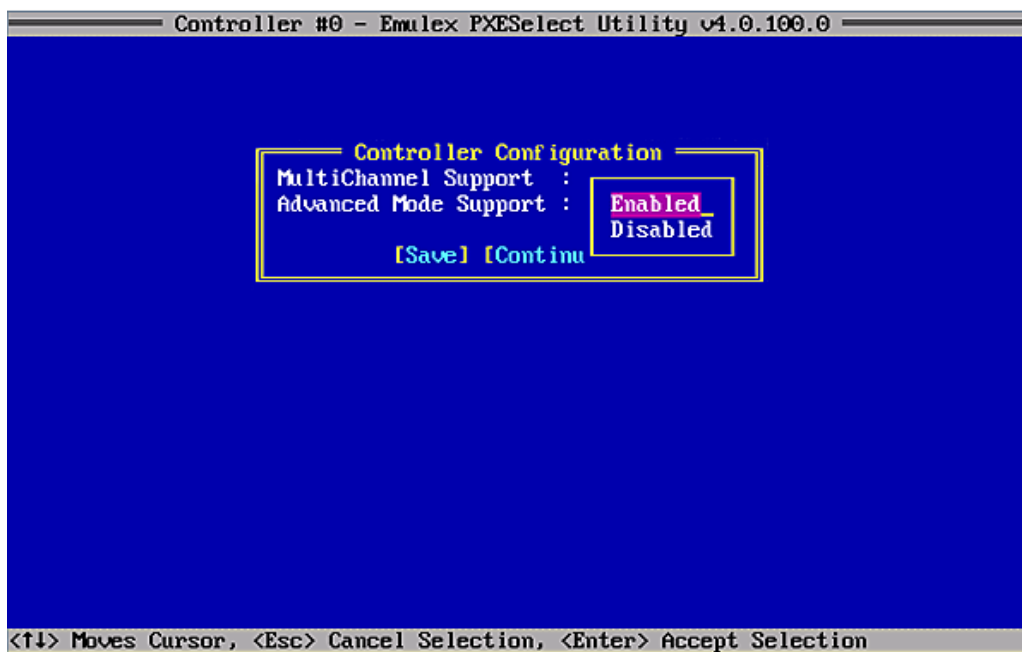 Controller #0 - Emulex PXESelect Utility v4.0.100.0
Controller Configuration
MultiChannel Support :
Advanced Mode Support : Enabled_
Disabled
[Save] [Continu
<↑↓> Moves Cursor, <Esc> Cancel Selection, <Enter> Accept Selection